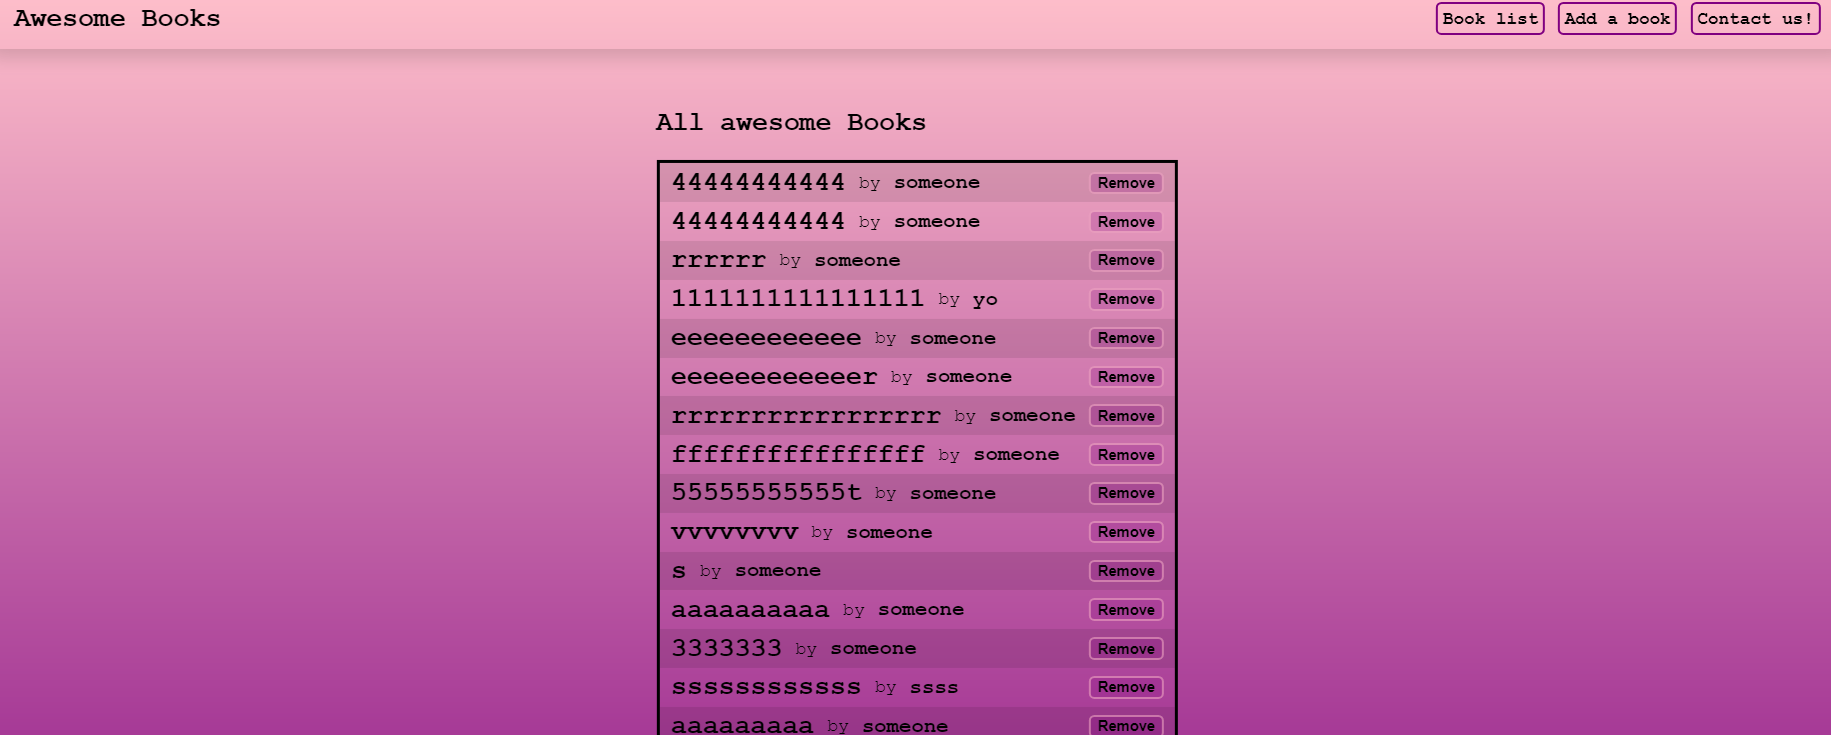 Awesome Books
Book list
Add a book
Contact us!
All awesome Books
44444444444 by someone Remove
44444444444 by someone Remove
rrrrrr by someone Remove
1111111111111111 by yo Remove
eeeeeeeeeeee by someone Remove
eeeeeeeeeeeer by someone Remove
rrrrrrrrrrrrrrrrr by someone Remove
ffffffffffffffff by someone Remove
55555555555t by someone Remove
vvvvvvvv by someone Remove
s by someone Remove
aaaaaaaaaa by someone Remove
3333333 by someone Remove
ssssssssssss by ssss Remove
aaaaaaaaa by someone Remove